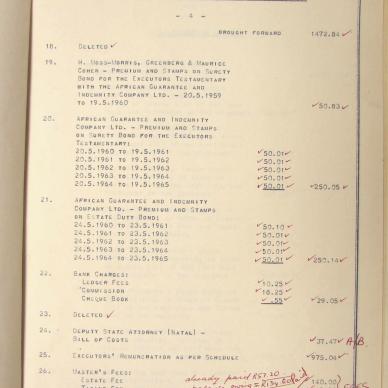 - 4 -
BROUGHT FORWARD 1472.84 ✓
18. DELETED ✓
19. H. MOSS-MORRIS, GREENBERG & MAURICE
COHEN - PREMIUM AND STAMPS ON SURETY
BOND FOR THE EXECUTORS TESTAMENTARY
WITH THE AFRICAN GUARANTEE AND
INDEMNITY COMPANY LTD. - 20.5.1959
TO 19.5.1960 ✓50.83 ✓
20. AFRICAN GUARANTEE AND INDEMNITY
COMPANY LTD. - PREMIUM AND STAMPS
ON SURETY BOND FOR THE EXECUTORS
TESTAMENTARY:
20.5.1960 TO 19.5.1961 ✓50.01 ✓
20.5.1961 TO 19.5.1962 ✓50.01 ✓
20.5.1962 TO 19.5.1963 ✓50.01 ✓
20.5.1963 TO 19.5.1964 ✓50.01 ✓
20.5.1964 TO 19.5.1965 ✓50.01 ✓ 250.05 ✓
21. AFRICAN GUARANTEE AND INDEMNITY
COMPANY LTD. - PREMIUM AND STAMPS
ON ESTATE DUTY BOND:
24.5.1960 TO 23.5.1961 ✓50.10 ✓
24.5.1961 TO 23.5.1962 ✓50.01 ✓
24.5.1962 TO 23.5.1963 ✓50.01 ✓
24.5.1963 TO 23.5.1964 ✓50.01 ✓
24.5.1964 TO 23.5.1965 ✓50.01 ✓ 250.14 ✓
22. BANK CHARGES:
LEDGER FEES ✓10.25 ✓
COMMISSION ✓18.25 ✓
CHEQUE BOOK ✓.55 ✓ 29.05 ✓
23. DELETED ✓
24. DEPUTY STATE ATTORNEY (NATAL) -
BILL OF COSTS ✓37.47 ✓
25. EXECUTORS' REMUNERATION AS PER SCHEDULE ✓975.04 ✓
26. MASTER'S FEES: already paid
ESTATE FEE 140.00